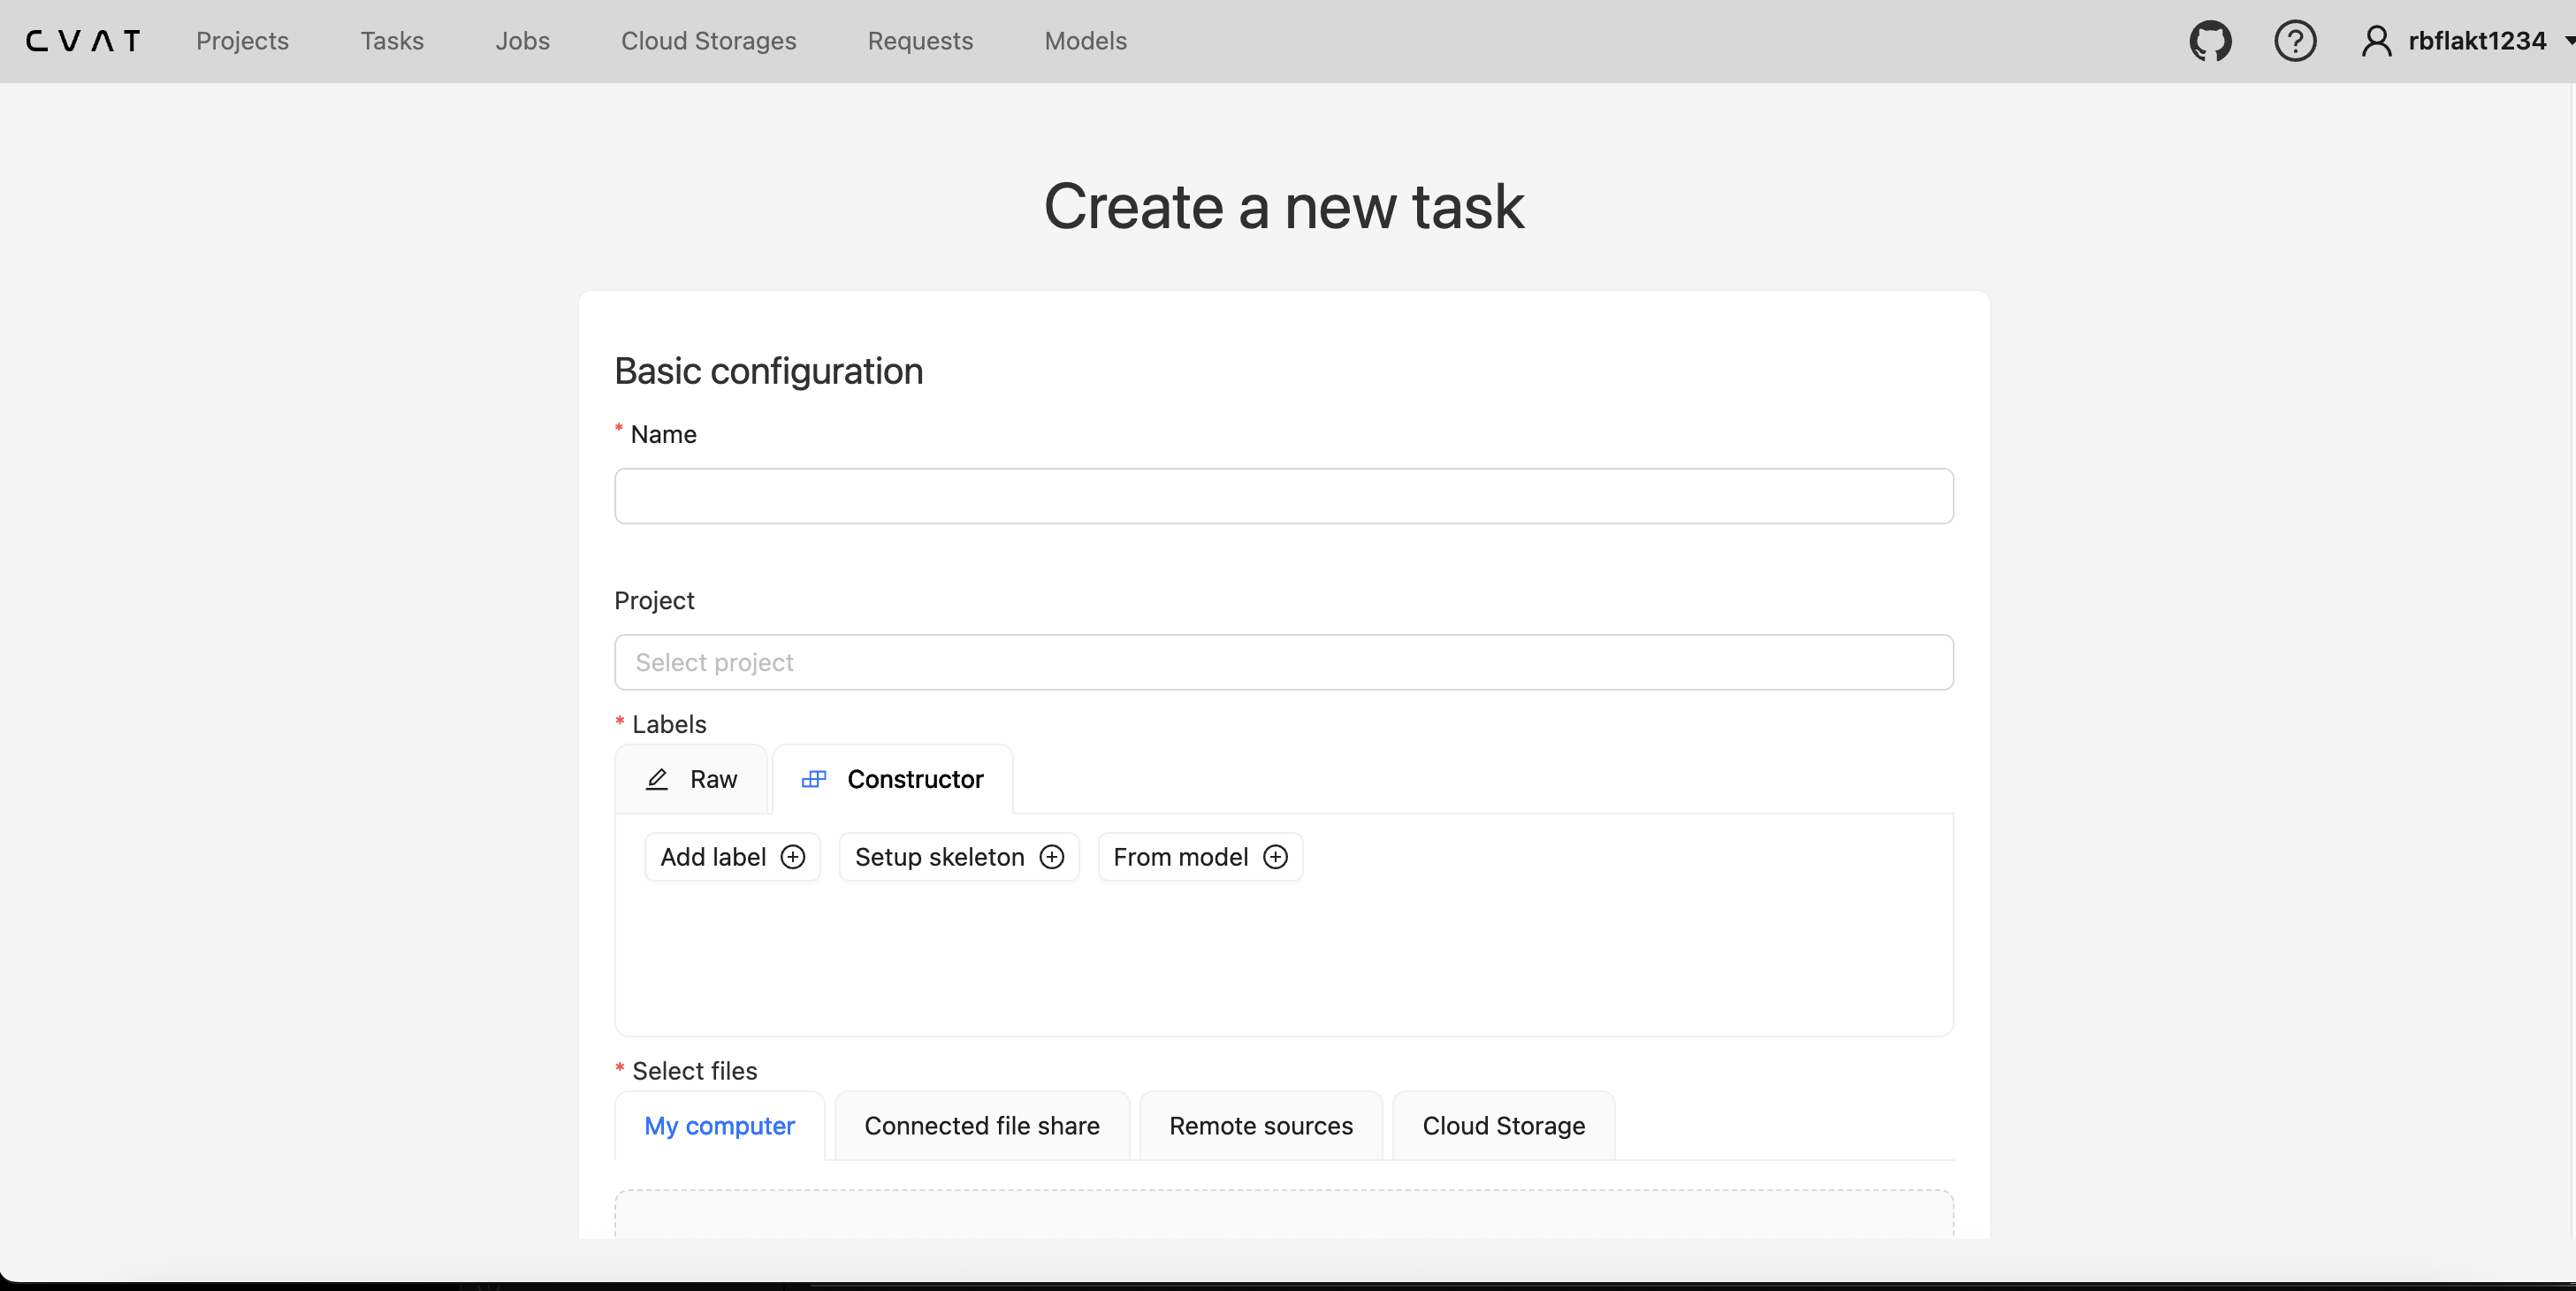 CVAT Projects Tasks Jobs Cloud Storages Requests Models rbflakt1234
Create a new task
Basic configuration
* Name
Project
Select project
* Labels
Raw Constructor
Add label Setup skeleton From model
* Select files
My computer Connected file share Remote sources Cloud Storage